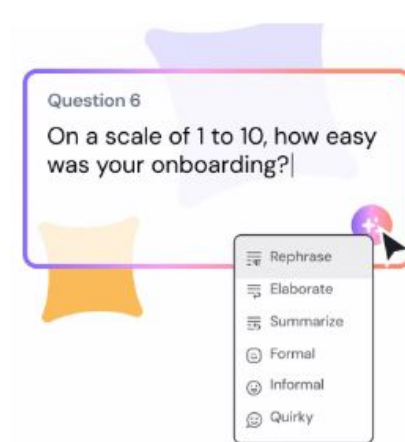 Question 6
On a scale of 1 to 10, how easy
was your onboarding?
Rephrase
Elaborate
Summarize
Formal
Informal
Quirky